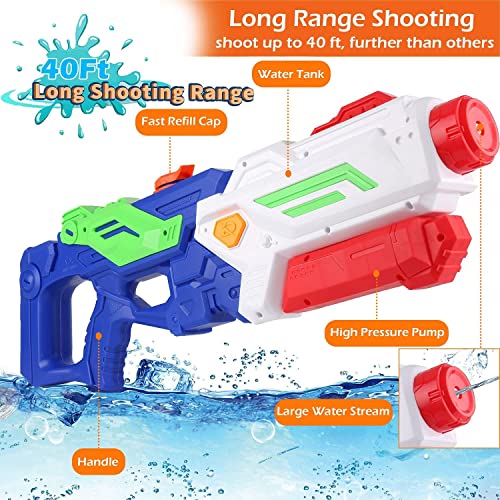 Long Range Shooting
shoot up to 40 ft, further than others
40Ft
Long Shooting Range
Water Tank
Fast Refill Cap
High Pressure Pump
Large Water Stream
Handle